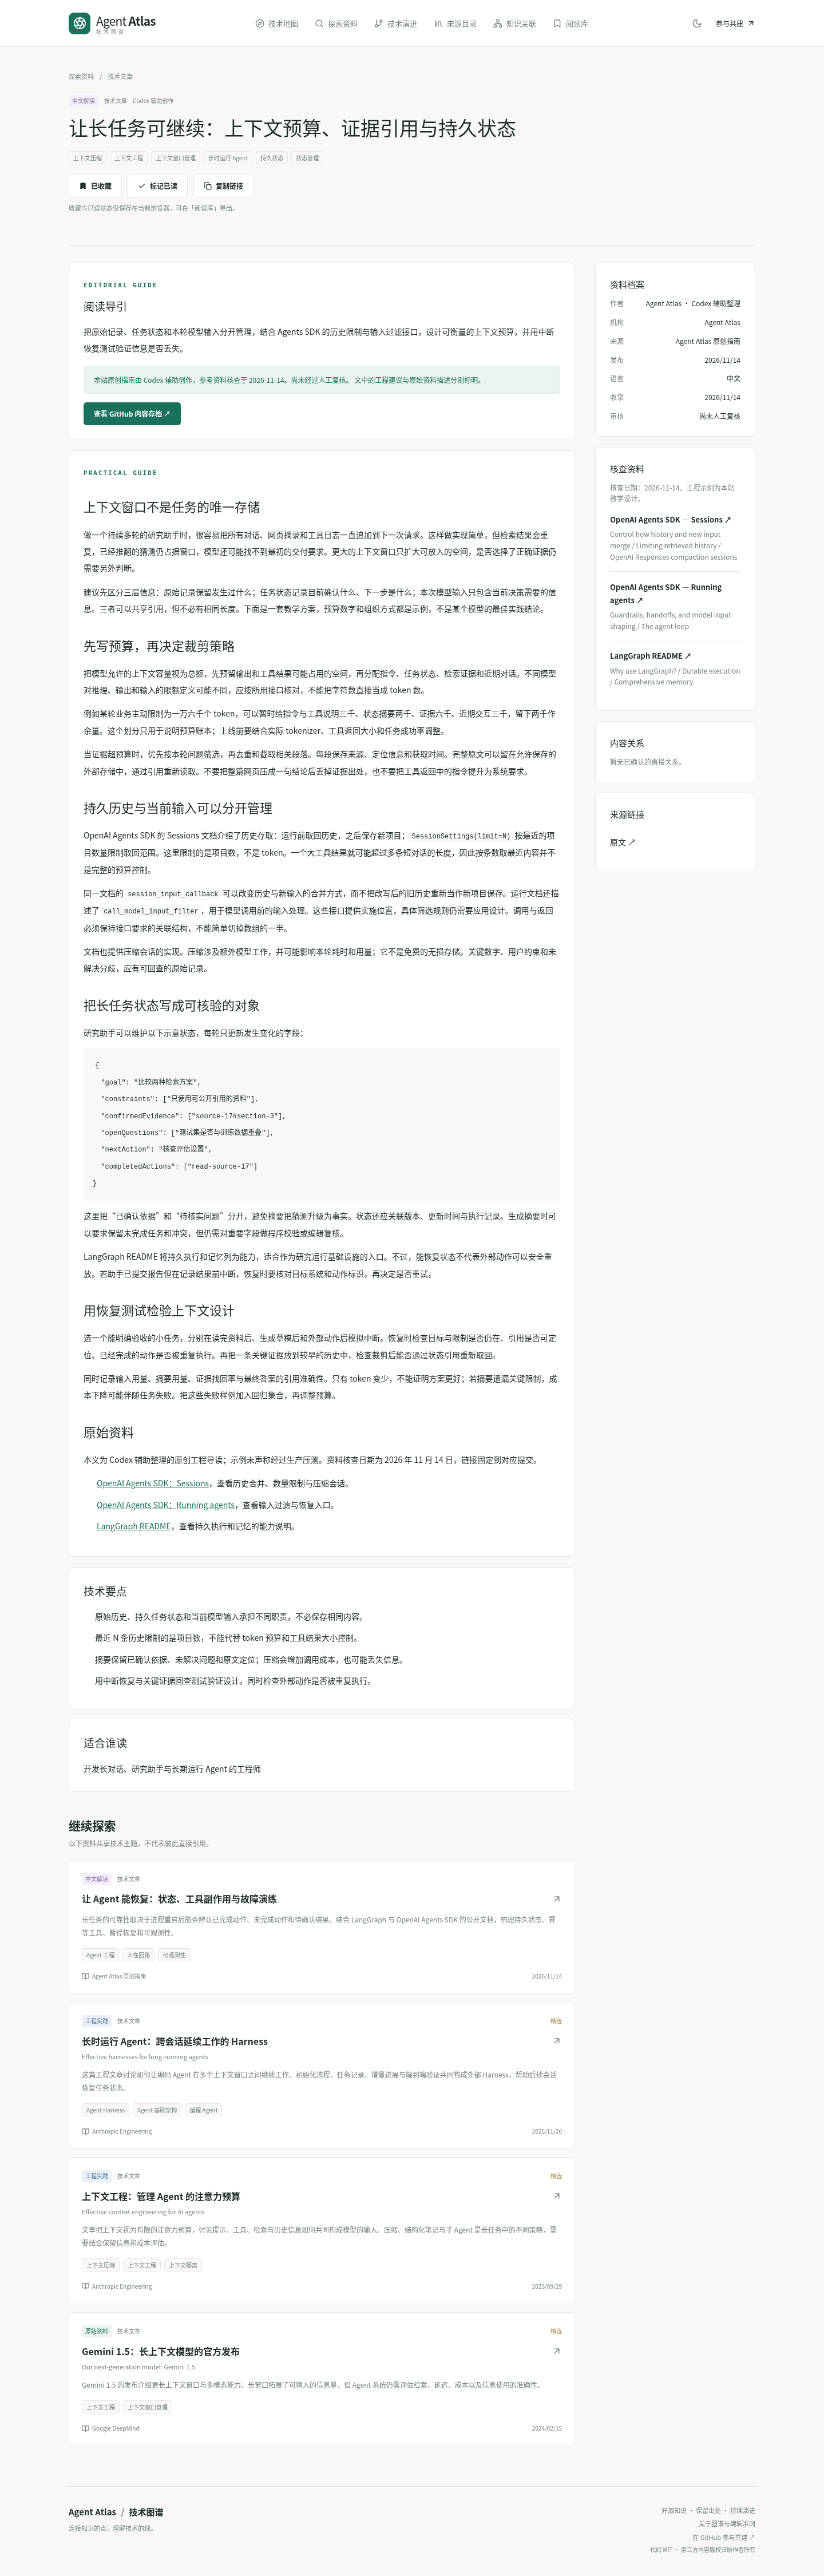 Agent Atlas
技术图谱
技术地图
探索资料
技术演进
来源目录
知识关联
阅读库
参与共建 ↗
探索资料 / 技术文章
中文解读 技术文章 Codex 辅助创作
让长任务可继续：上下文预算、证据引用与持久状态
上下文压缩 上下文工程 上下文窗口管理 长时运行 Agent 持久状态 状态管理
已收藏 标记已读 复制链接
收藏与已读状态仅保存在当前浏览器，可在「阅读库」导出。
EDITORIAL GUIDE
阅读导引
把原始记录、任务状态和本轮模型输入分开管理，结合 Agents SDK 的历史限制与输入过滤接口，设计可衡量的上下文预算，并用中断
恢复测试验证信息是否丢失。
本站原创指南由 Codex 辅助创作，参考资料核查于 2026-11-14。尚未经过人工复核。 文中的工程建议与原始资料描述分别标明。
查看 GitHub 内容存档 ↗
PRACTICAL GUIDE
上下文窗口不是任务的唯一存储
做一个持续多轮的研究助手时，很容易把所有对话、网页摘录和工具日志一直追加到下一次请求。这样做实现简单，但检索结果会重
复，已经推翻的猜测仍占据窗口，模型还可能找不到最初的交付要求。更大的上下文窗口只扩大可放入的空间，是否选择了正确证据仍
需要另外判断。
建议先区分三层信息：原始记录保留发生过什么；任务状态记录目前确认什么、下一步是什么；本次模型输入只包含当前决策需要的信
息。三者可以共享引用，但不必有相同长度。下面是一套教学方案，预算数字和组织方式都是示例，不是某个模型的最佳实践结论。
先写预算，再决定裁剪策略
把模型允许的上下文容量视为总额，先预留输出和工具结果可能占用的空间，再分配指令、任务状态、检索证据和近期对话。不同模型
对推理、输出和输入的限额定义可能不同，应按所用接口核对，不能把字符数直接当成 token 数。
例如某轮业务主动限制为一万六千个 token，可以暂时给指令与工具说明三千、状态摘要两千、证据六千、近期交互三千，留下两千作
余量。这个划分只用于说明预算账本；上线前要结合实际 tokenizer、工具返回大小和任务成功率调整。
当证据超预算时，优先按本轮问题筛选，再去重和截取相关段落。每段保存来源、定位信息和获取时间。完整原文可以留在允许保存的
外部存储中，通过引用重新读取。不要把整篇网页压成一句结论后丢掉证据出处，也不要把工具返回中的指令提升为系统要求。
持久历史与当前输入可以分开管理
OpenAI Agents SDK 的 Sessions 文档介绍了历史存取：运行前取回历史，之后保存新项目； SessionSettings(limit=N) 按最近的项
目数量限制取回范围。这里限制的是项目数，不是 token。一个大工具结果就可能超过多条短对话的长度，因此按条数取最近内容并不
是完整的预算控制。
同一文档的 session_input_callback 可以改变历史与新输入的合并方式，而不把改写后的旧历史重新当作新项目保存。运行文档还描
述了 call_model_input_filter ，用于模型调用前的输入处理。这些接口提供实施位置，具体筛选规则仍需要应用设计。调用与返回
必须保持接口要求的关联结构，不能简单切掉数组的一半。
文档也提供压缩会话的实现。压缩涉及额外模型工作，并可能影响本轮耗时和用量；它不是免费的无损存储。关键数字、用户约束和未
解决分歧，应有可回查的原始记录。
把长任务状态写成可核验的对象
研究助手可以维护以下示意状态，每轮只更新发生变化的字段：
{
"goal": "比较两种检索方案",
"constraints": ["只使用可公开引用的资料"],
"confirmedEvidence": ["source-17#section-3"],
"openQuestions": ["测试集是否与训练数据重叠"],
"nextAction": "核查评估设置",
"completedActions": ["read-source-17"]
}
这里把“已确认依据”和“待核实问题”分开，避免摘要把猜测升级为事实。状态还应关联版本、更新时间与执行记录。生成摘要时可
以要求保留未完成任务和冲突，但仍需对重要字段做程序校验或编辑复核。
LangGraph README 将持久执行和记忆列为能力，适合作为研究运行基础设施的入口。不过，能恢复状态不代表外部动作可以安全重
放。若助手已提交报告但在记录结果前中断，恢复时要核对目标系统和动作标识，再决定是否重试。
用恢复测试检验上下文设计
选一个能明确验收的小任务，分别在读完资料后、生成草稿后和外部动作后模拟中断。恢复时检查目标与限制是否仍在、引用是否可定
位、已经完成的动作是否被重复执行。再把一条关键证据放到较早的历史中，检查裁剪后能否通过状态引用重新取回。
同时记录输入用量、摘要用量、证据找回率与最终答案的引用准确性。只有 token 变少，不能证明方案更好；若摘要遗漏关键限制，成
本下降可能伴随任务失败。把这些失败样例加入回归集合，再调整预算。
原始资料
本文为 Codex 辅助整理的原创工程导读；示例未声称经过生产压测。资料核查日期为 2026 年 11 月 14 日，链接固定到对应提交。
OpenAI Agents SDK：Sessions，查看历史合并、数量限制与压缩会话。
OpenAI Agents SDK：Running agents，查看输入过滤与恢复入口。
LangGraph README，查看持久执行和记忆的能力说明。
技术要点
原始历史、持久任务状态和当前模型输入承担不同职责，不必保存相同内容。
最近 N 条历史限制的是项目数，不能代替 token 预算和工具结果大小控制。
摘要保留已确认依据、未解决问题和原文定位；压缩会增加调用成本，也可能丢失信息。
用中断恢复与关键证据回查测试验证设计，同时检查外部动作是否被重复执行。
适合谁读
开发长对话、研究助手与长期运行 Agent 的工程师
继续探索
以下资料共享技术主题，不代表彼此直接引用。
中文解读 技术文章
让 Agent 能恢复：状态、工具副作用与故障演练
长任务的可靠性取决于进程重启后能否辨认已完成动作、未完成动作和待确认结果。结合 LangGraph 与 OpenAI Agents SDK 的公开文档，梳理持久状态、幂
等工具、暂停恢复和可观测性。
Agent 工程 人在回路 可观测性
Agent Atlas 原创指南 2026/11/14
工程实践 技术文章 精选
长时运行 Agent：跨会话延续工作的 Harness
Effective harnesses for long-running agents
这篇工程文章讨论如何让编码 Agent 在多个上下文窗口之间继续工作。初始化流程、任务记录、增量进展与端到端验证共同构成外部 Harness，帮助后续会话
恢复任务状态。
Agent Harness Agent 基础架构 编程 Agent
Anthropic Engineering 2025/11/26
工程实践 技术文章 精选
上下文工程：管理 Agent 的注意力预算
Effective context engineering for AI agents
文章把上下文视为有限的注意力预算，讨论提示、工具、检索与历史信息如何共同构成模型的输入。压缩、结构化笔记与子 Agent 是长任务中的不同策略，需
要结合保留信息和成本评估。
上下文压缩 上下文工程 上下文隔离
Anthropic Engineering 2025/09/29
原始资料 技术文章 精选
Gemini 1.5：长上下文模型的官方发布
Our next-generation model: Gemini 1.5
Gemini 1.5 的发布介绍更长上下文窗口与多模态能力。长窗口拓展了可输入的信息量，但 Agent 系统仍需评估检索、延迟、成本以及信息使用的准确性。
上下文工程 上下文窗口管理
Google DeepMind 2024/02/15
资料档案
作者 Agent Atlas · Codex 辅助整理
机构 Agent Atlas
来源 Agent Atlas 原创指南
发布 2026/11/14
语言 中文
收录 2026/11/14
审核 尚未人工复核
核查资料
核查日期：2026-11-14。工程示例为本站
教学设计。
OpenAI Agents SDK — Sessions ↗
Control how history and new input
merge / Limiting retrieved history /
OpenAI Responses compaction sessions
OpenAI Agents SDK — Running
agents ↗
Guardrails, handoffs, and model input
shaping / The agent loop
LangGraph README ↗
Why use LangGraph? / Durable execution
/ Comprehensive memory
内容关系
暂无已确认的直接关系。
来源链接
原文 ↗
Agent Atlas / 技术图谱
连接知识的点，理解技术的线。
开放知识 · 保留出处 · 持续演进
关于图谱与编辑准则
在 GitHub 参与共建 ↗
代码 MIT · 第三方内容版权归原作者所有